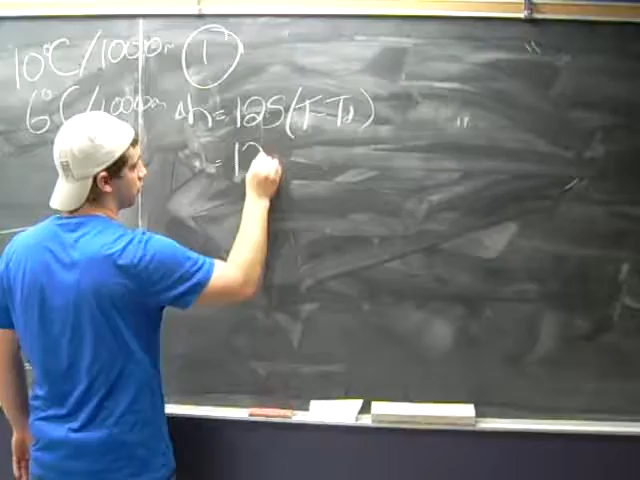 10°C/1000m ①
6°C/1000m Δh = 125(T-Td)
= 12